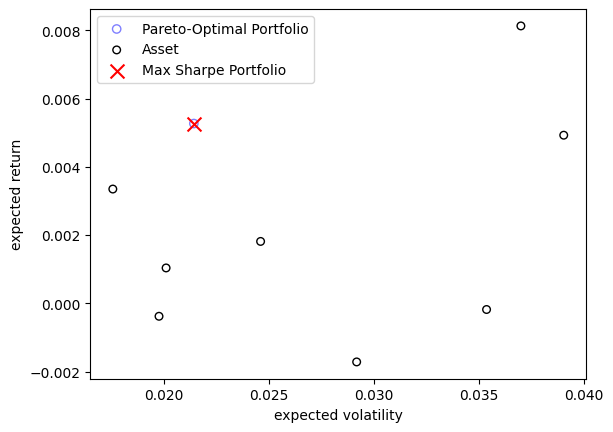 Pareto-Optimal Portfolio
Asset
Max Sharpe Portfolio
0.008
0.006
0.004
0.002
0.000
−0.002
expected return
0.020 0.025 0.030 0.035 0.040
expected volatility